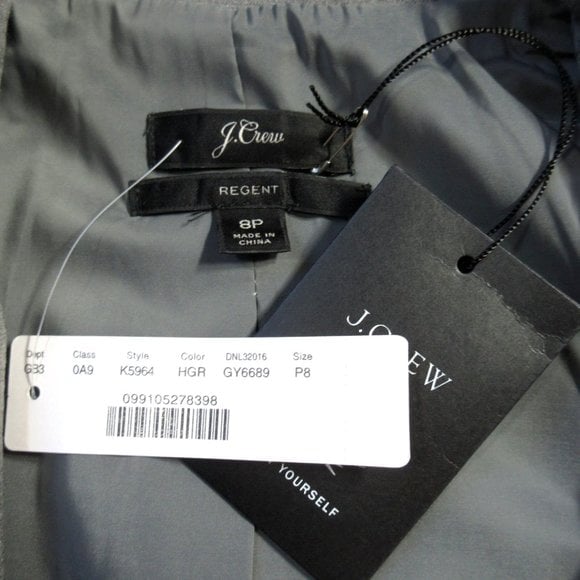 J.Crew
REGENT
8P
MADE IN
CHINA
Dept Class Style Color DNL32016 Size
GB3 0A9 K5964 HGR GY6689 P8
099105278398
J.CREW
YOURSELF